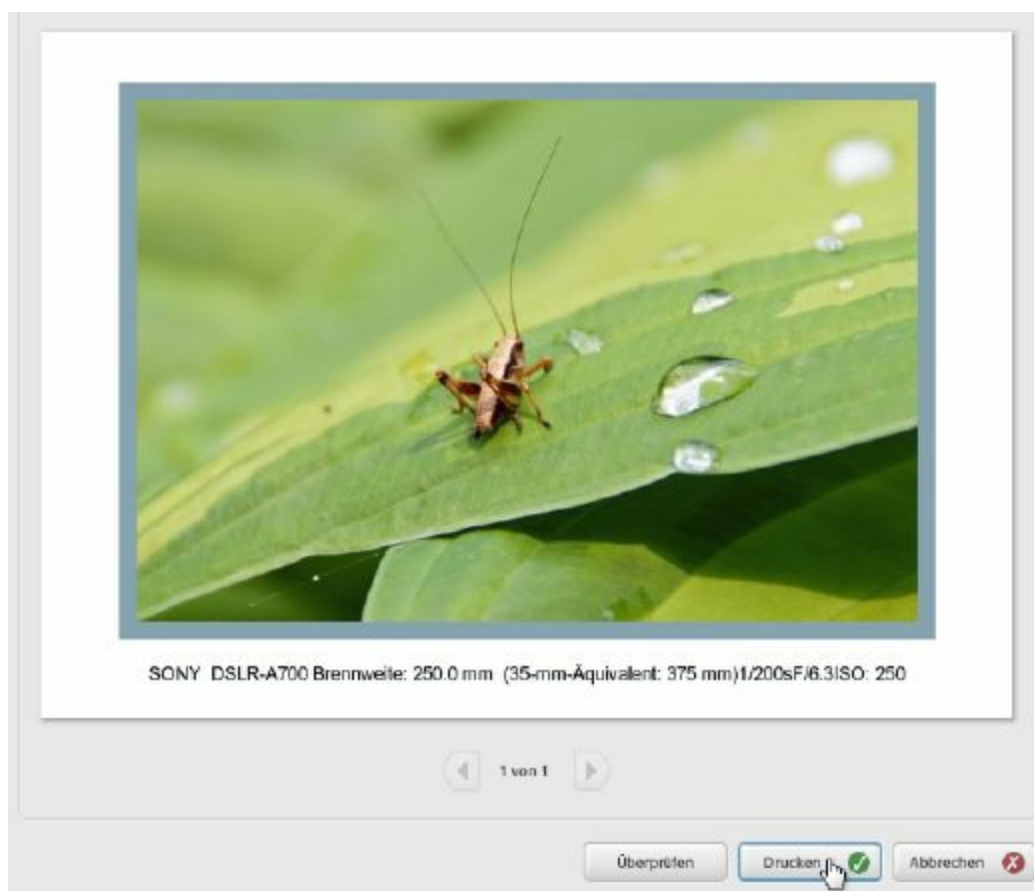 SONY DSLR-A700 Brennweite: 250.0 mm (35-mm-Äquivalent: 375 mm)1/200sF/6.3ISO: 250
1 von 1
Überprüfen Drucken Abbrechen